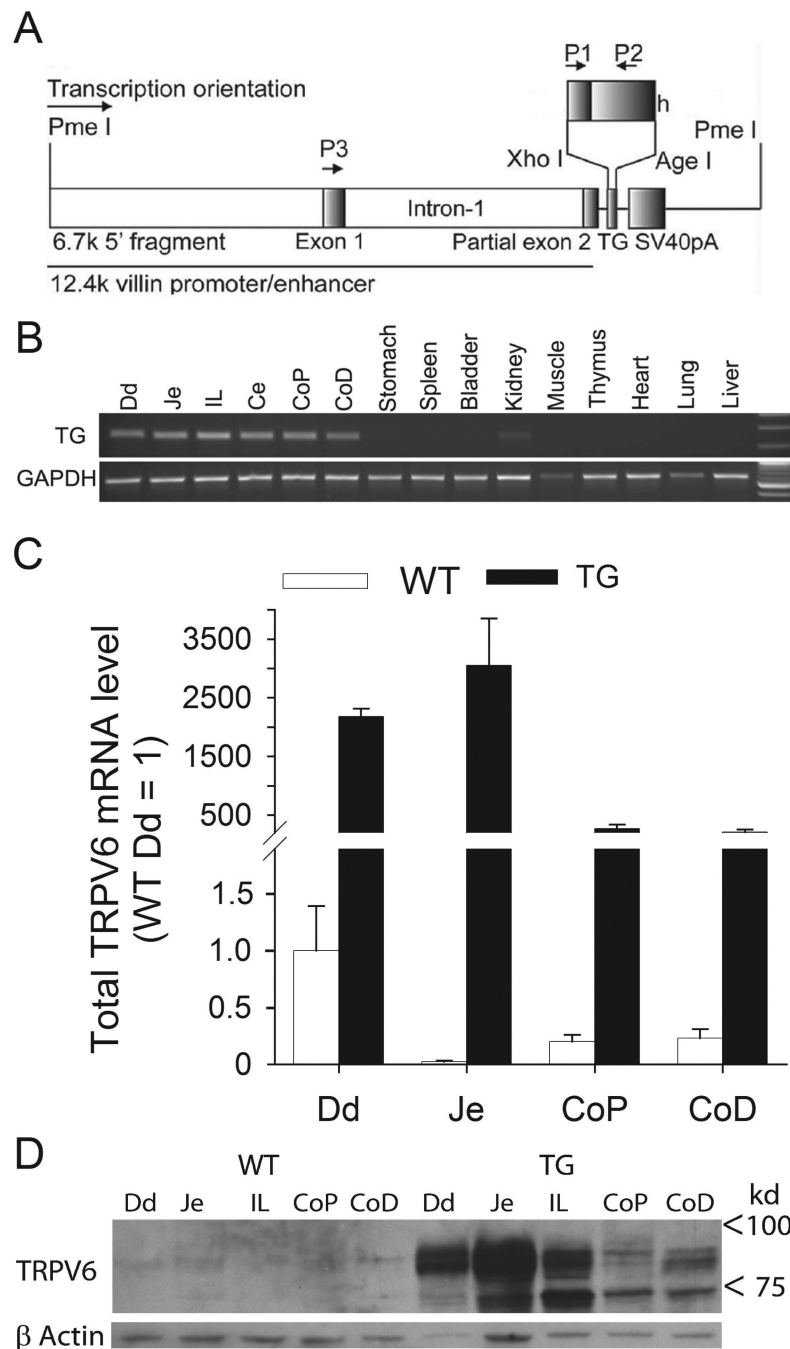 A
Transcription orientation
Pme I
P3
P1 P2
h
Xho I Age I
Pme I
Intron-1
6.7k 5' fragment Exon 1 Partial exon 2 TG SV40pA
12.4k villin promoter/enhancer
B
Dd Je IL Ce CoP CoD Stomach Spleen Bladder Kidney Muscle Thymus Heart Lung Liver
TG
GAPDH
C
WT TG
Total TRPV6 mRNA level
(WT Dd = 1)
3500
2500
1500
500
1.5
1.0
0.5
0
Dd Je CoP CoD
D
WT TG
Dd Je IL CoP CoD Dd Je IL CoP CoD kd
<100
TRPV6
<75
β Actin